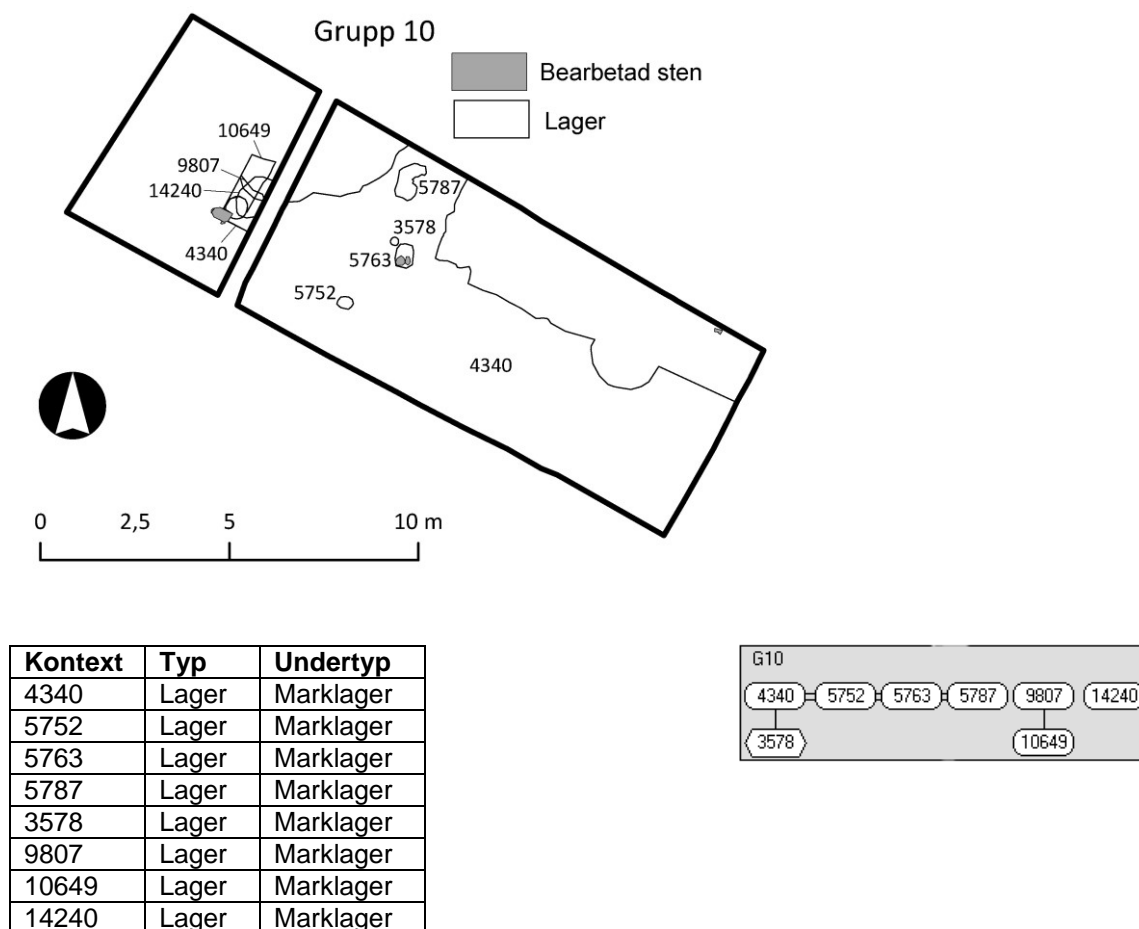 Grupp 10
Bearbetad sten
Lager
10649
9807
14240
4340
5787
3578
5763
5752
4340
0 2,5 5 10 m
Kontext Typ Undertyp
4340 Lager Marklager
5752 Lager Marklager
5763 Lager Marklager
5787 Lager Marklager
3578 Lager Marklager
9807 Lager Marklager
10649 Lager Marklager
14240 Lager Marklager
G10
4340 5752 5763 5787 9807 14240
3578 10649